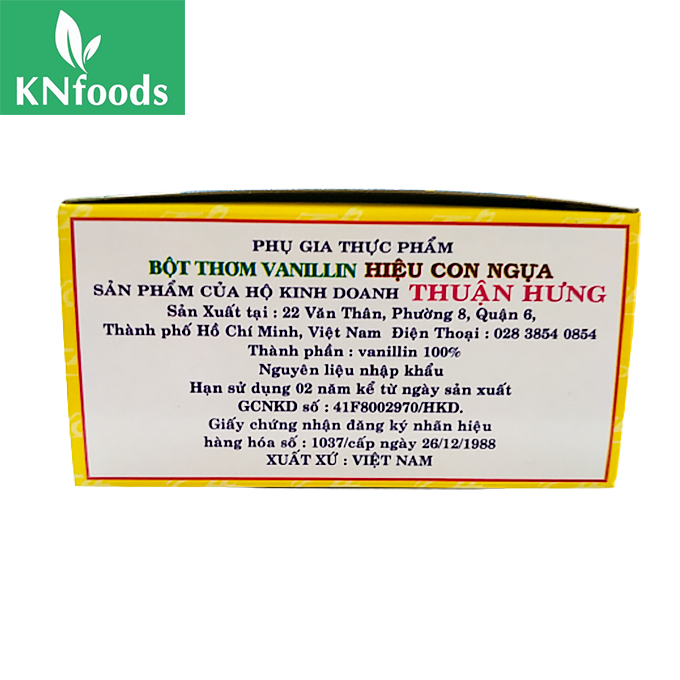 KNfoods
PHỤ GIA THỰC PHẨM
BỘT THƠM VANILLIN HIỆU CON NGỰA
SẢN PHẨM CỦA HỘ KINH DOANH THUẬN HƯNG
Sản Xuất tại : 22 Văn Thân, Phường 8, Quận 6,
Thành phố Hồ Chí Minh, Việt Nam Điện Thoại : 028 3854 0854
Thành phần : vanillin 100%
Nguyên liệu nhập khẩu
Hạn sử dụng 02 năm kể từ ngày sản xuất
GCNKD số : 41F8002970/HKD.
Giấy chứng nhận đăng ký nhãn hiệu
hàng hóa số : 1037/cấp ngày 26/12/1988
XUẤT XỨ : VIỆT NAM